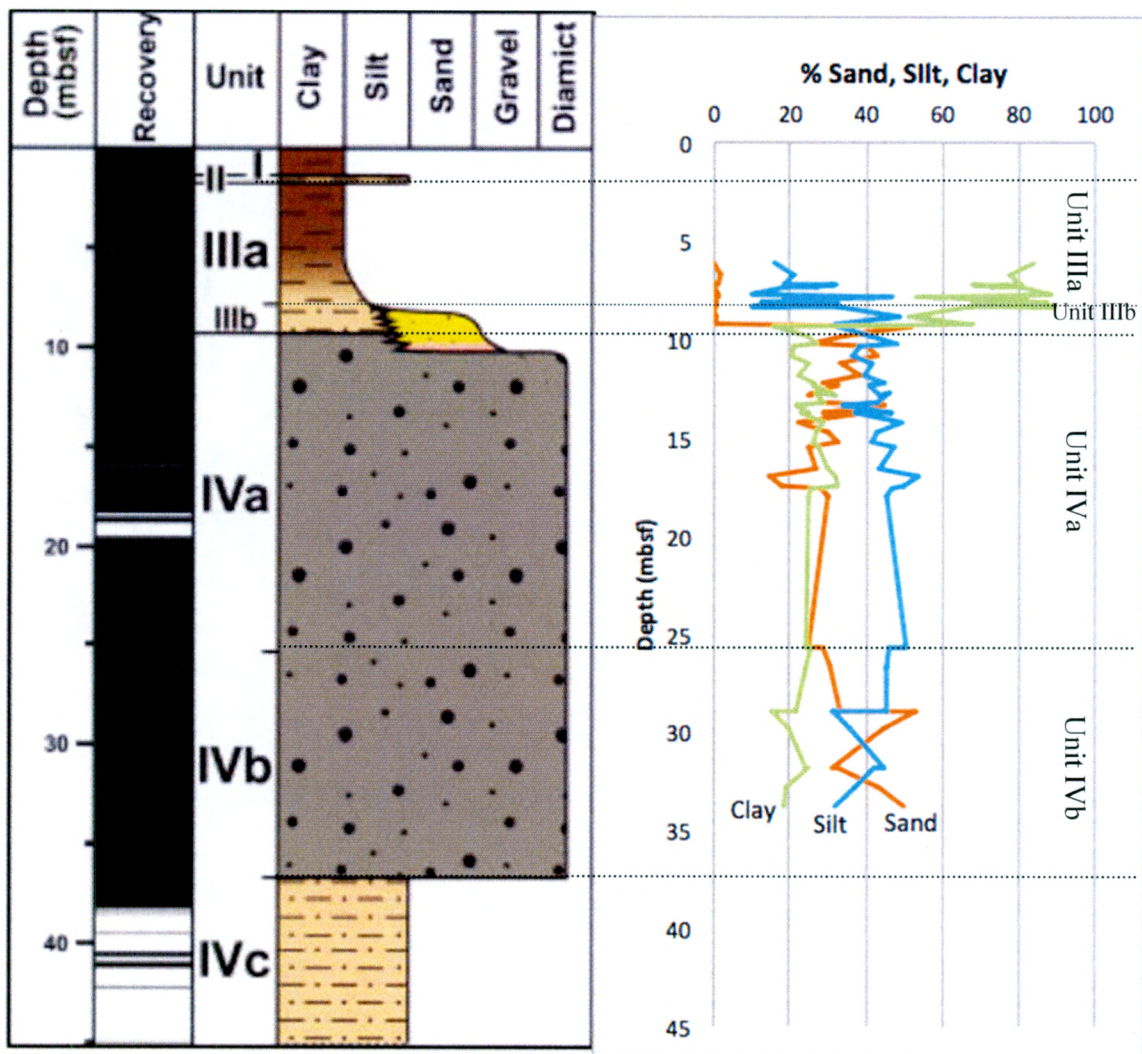 Depth (mbsf)
Recovery
Unit
Clay
Silt
Sand
Gravel
Diamict
I
II
IIIa
IIIb
IVa
IVb
IVc
10
20
30
40
% Sand, SIlt, Clay
0 20 40 60 80 100
0
5
10
15
20
25
30
35
40
45
Depth (mbsf)
Unit IIIa
Unit IIIb
Unit IVa
Unit IVb
Clay Silt Sand